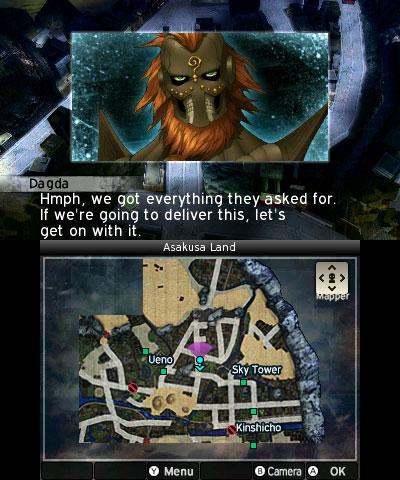 Dagda
Hmph, we got everything they asked for.
If we're going to deliver this, let's
get on with it.
Asakusa Land
Mapper
Ueno
Sky Tower
Kinshicho
Y Menu
B Camera
A OK